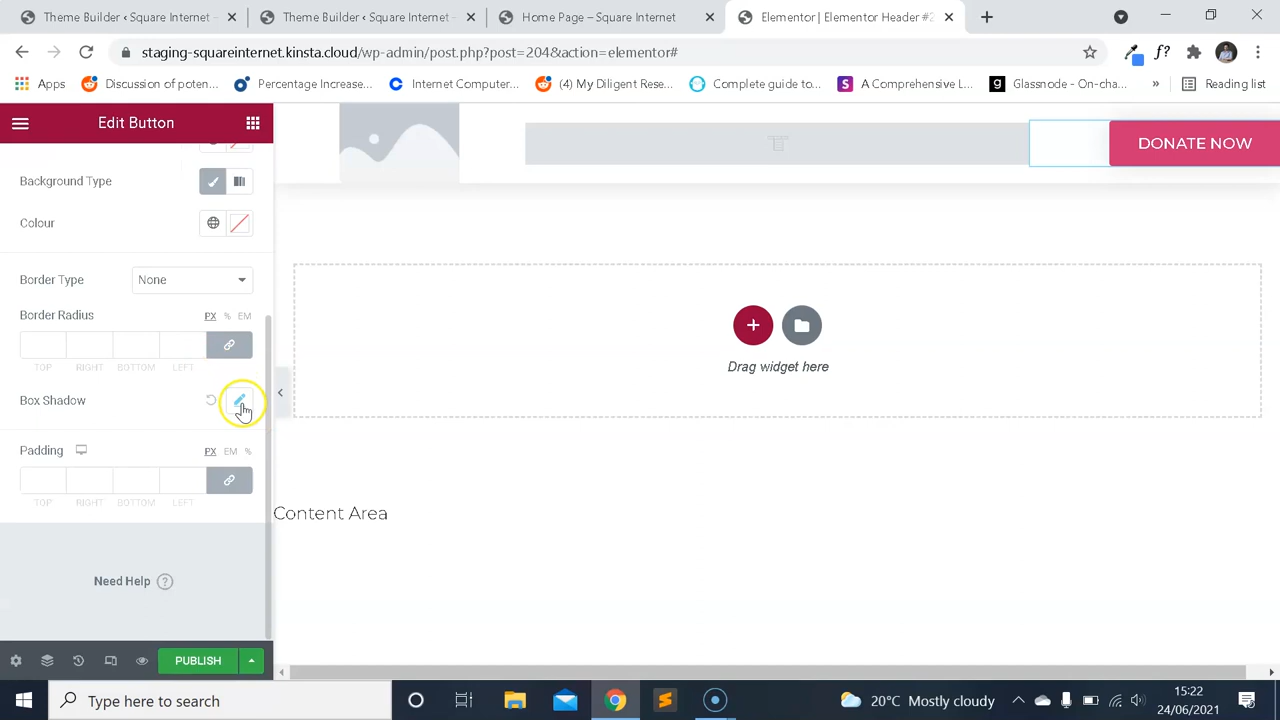 Theme Builder ‹ Square Internet -
Theme Builder ‹ Square Internet -
Home Page – Square Internet
Elementor | Elementor Header #2
staging-squareinternet.kinsta.cloud/wp-admin/post.php?post=204&action=elementor#
f?
Apps
Discussion of poten...
Percentage Increase...
Internet Computer...
(4) My Diligent Rese...
Complete guide to...
A Comprehensive L...
Glassnode - On-cha...
»
Reading list
Edit Button
DONATE NOW
Background Type
Colour
Border Type
None
Border Radius
PX % EM
TOP RIGHT BOTTOM LEFT
Box Shadow
Padding
PX EM %
TOP RIGHT BOTTOM LEFT
Drag widget here
Content Area
Need Help ?
PUBLISH
Type here to search
20°C Mostly cloudy
15:22
24/06/2021